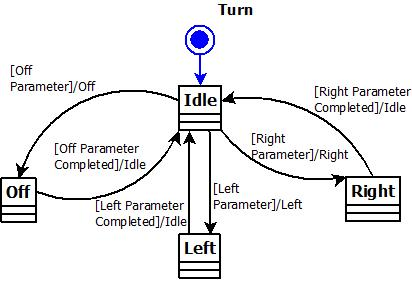 Turn
[Off
Parameter]/Off
Idle
[Right Parameter
Completed]/Idle
[Off Parameter
Completed]/Idle
[Right
Parameter]/Right
Off
[Left Parameter
Completed]/Idle
[Left
Parameter]/Left
Right
Left